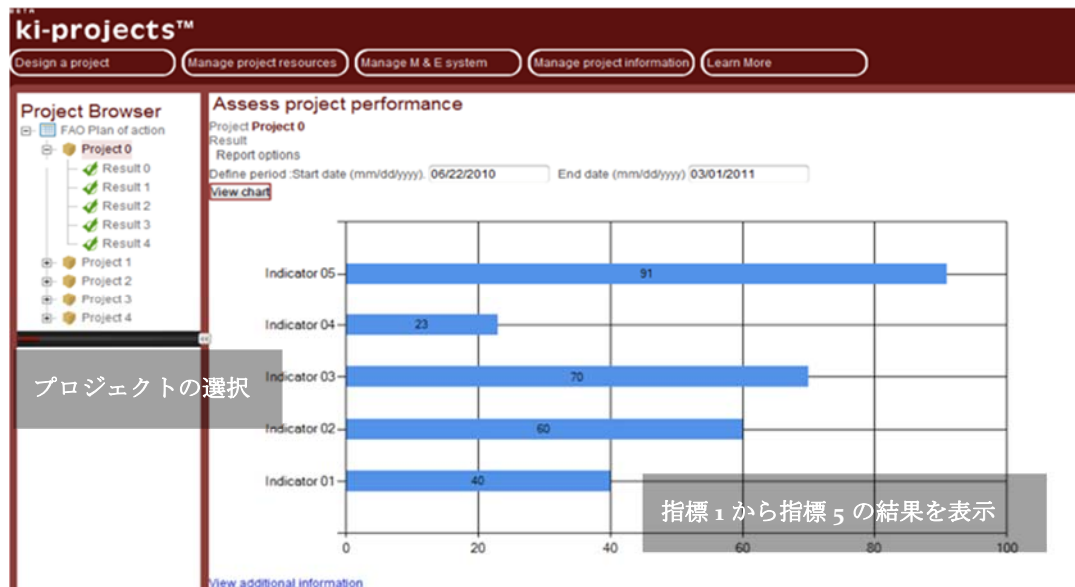 BETA
ki-projects™
Design a project
Manage project resources
Manage M & E system
Manage project information
Learn More
Project Browser
FAO Plan of action
Project 0
Result 0
Result 1
Result 2
Result 3
Result 4
Project 1
Project 2
Project 3
Project 4
プロジェクトの選択
Assess project performance
Project Project 0
Result
Report options
Define period :Start date (mm/dd/yyyy). 06/22/2010 End date (mm/dd/yyyy) 03/01/2011
View chart
Indicator 05 91
Indicator 04 23
Indicator 03 70
Indicator 02 60
Indicator 01 40
指標1から指標5の結果を表示
0 20 40 60 80 100
View additional information